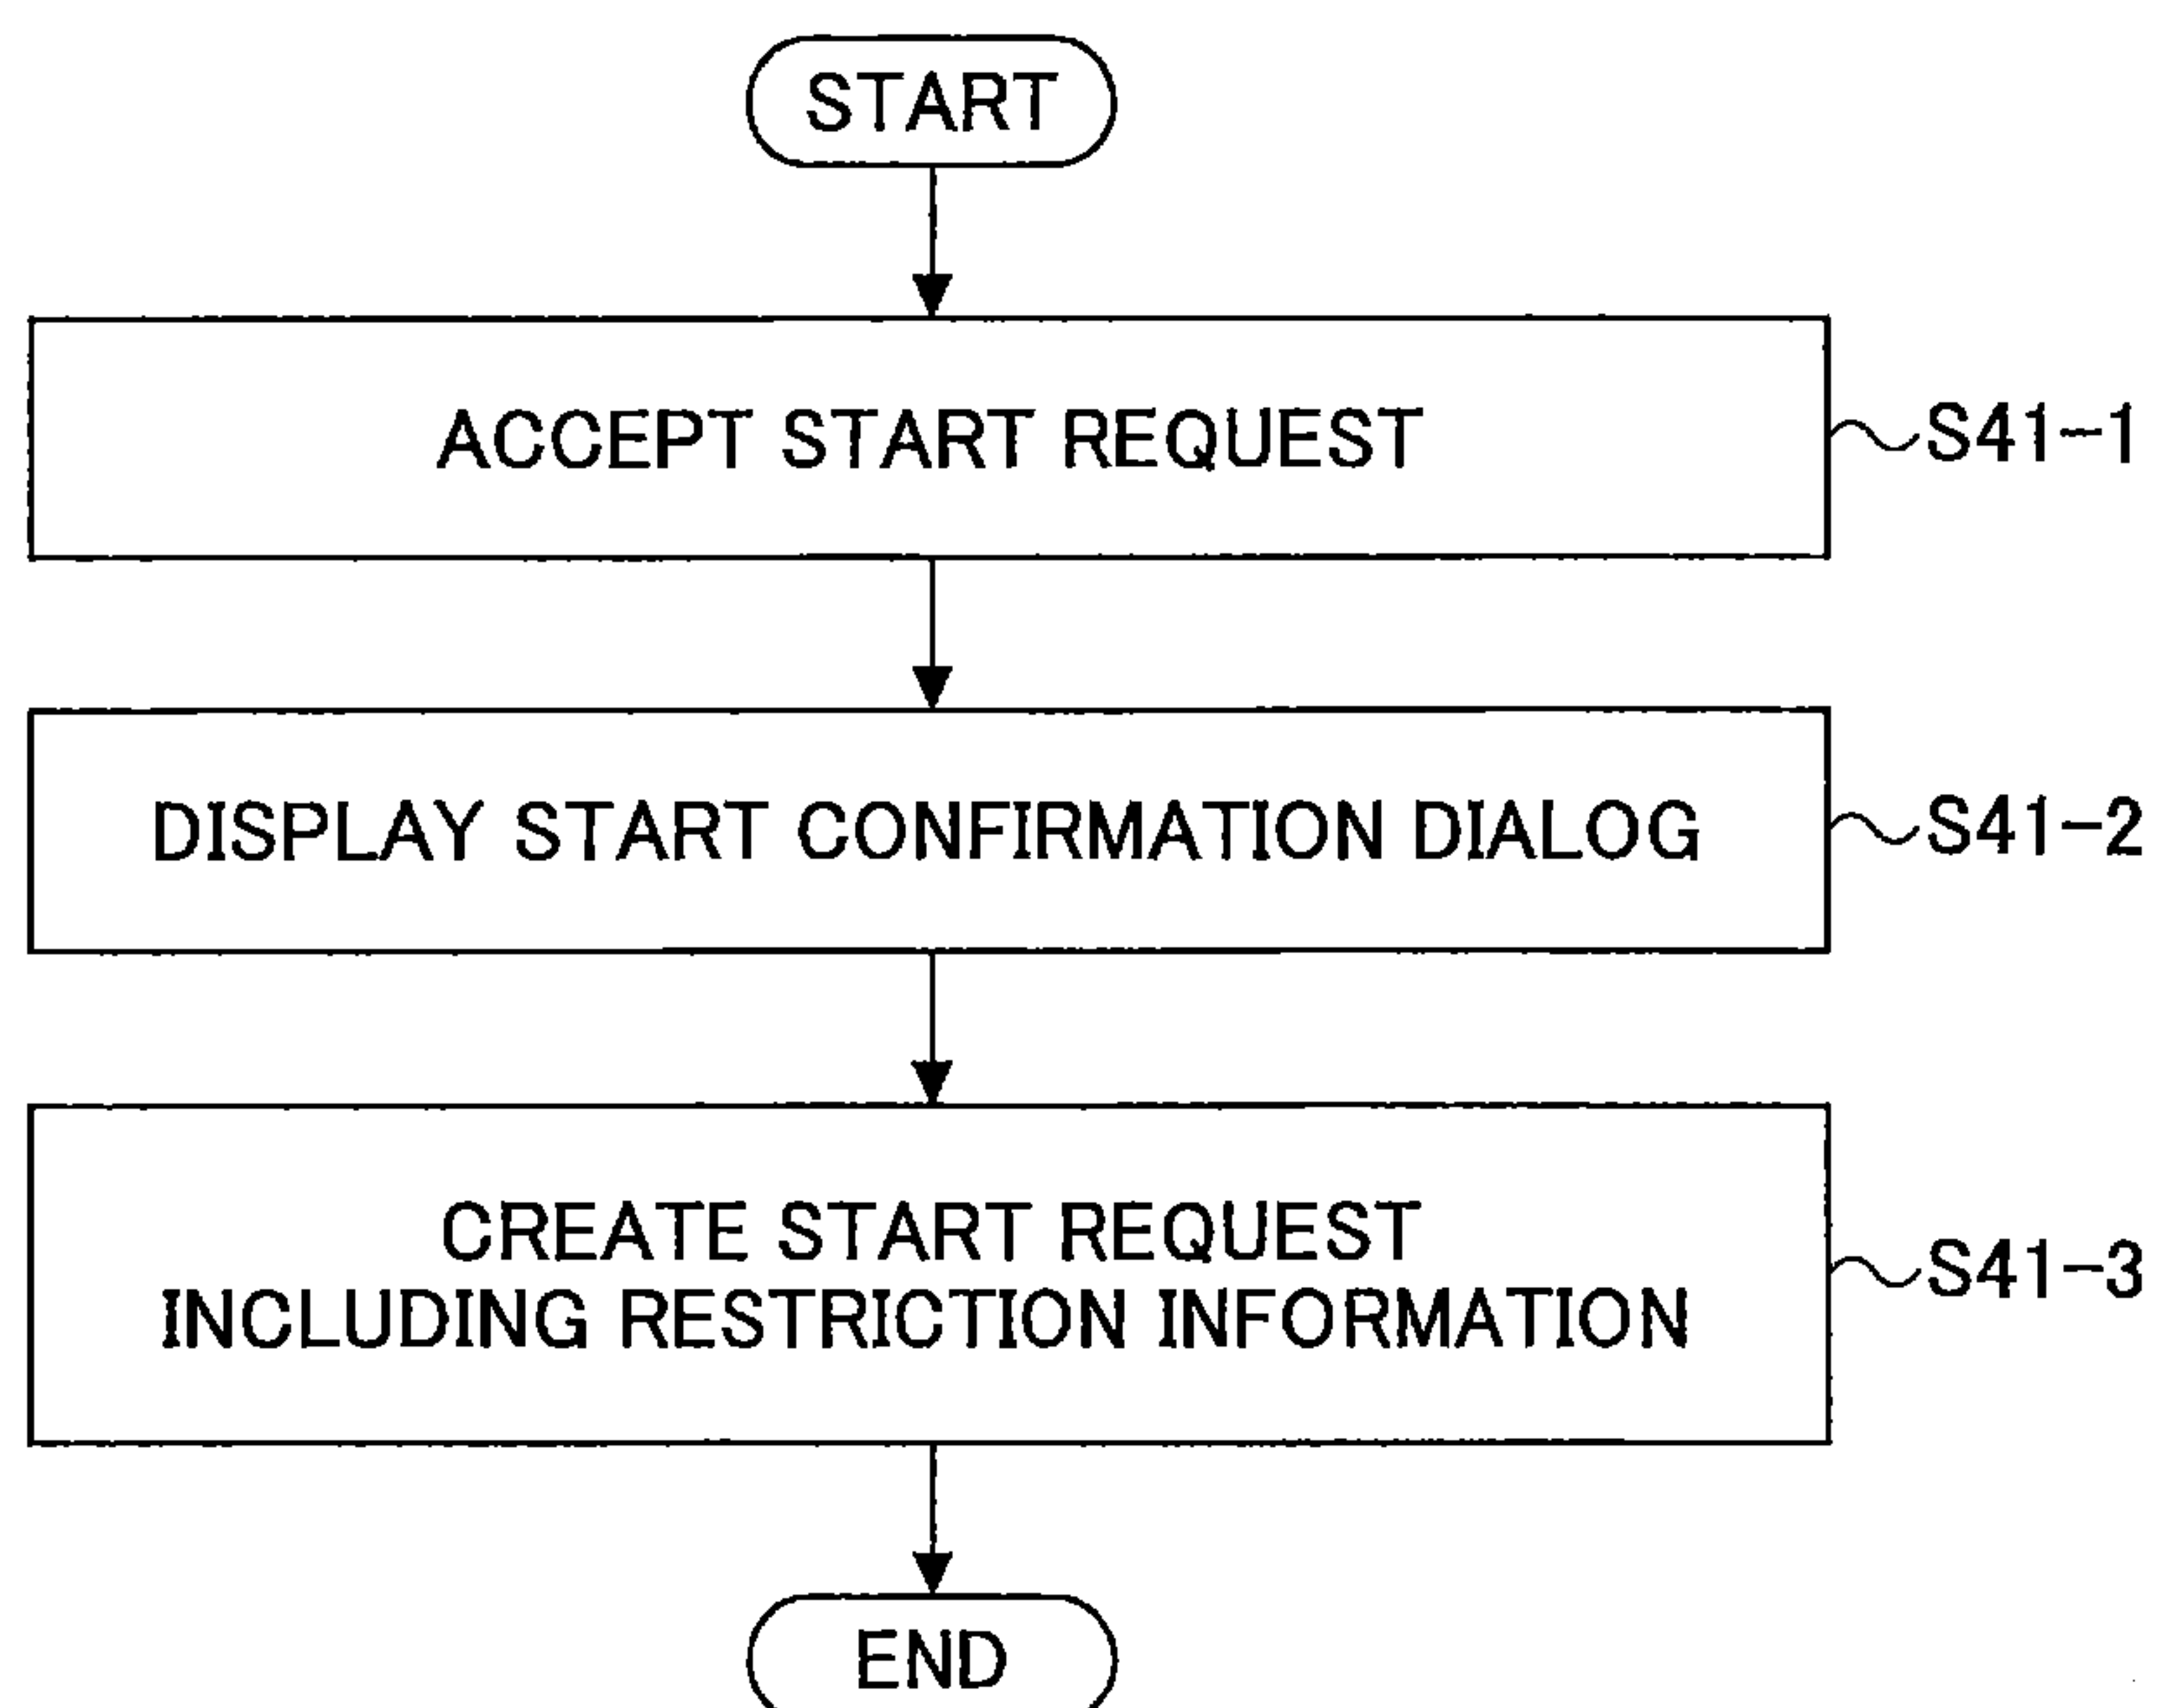 START
ACCEPT START REQUEST
S41-1
DISPLAY START CONFIRMATION DIALOG
S41-2
CREATE START REQUEST
INCLUDING RESTRICTION INFORMATION
S41-3
END